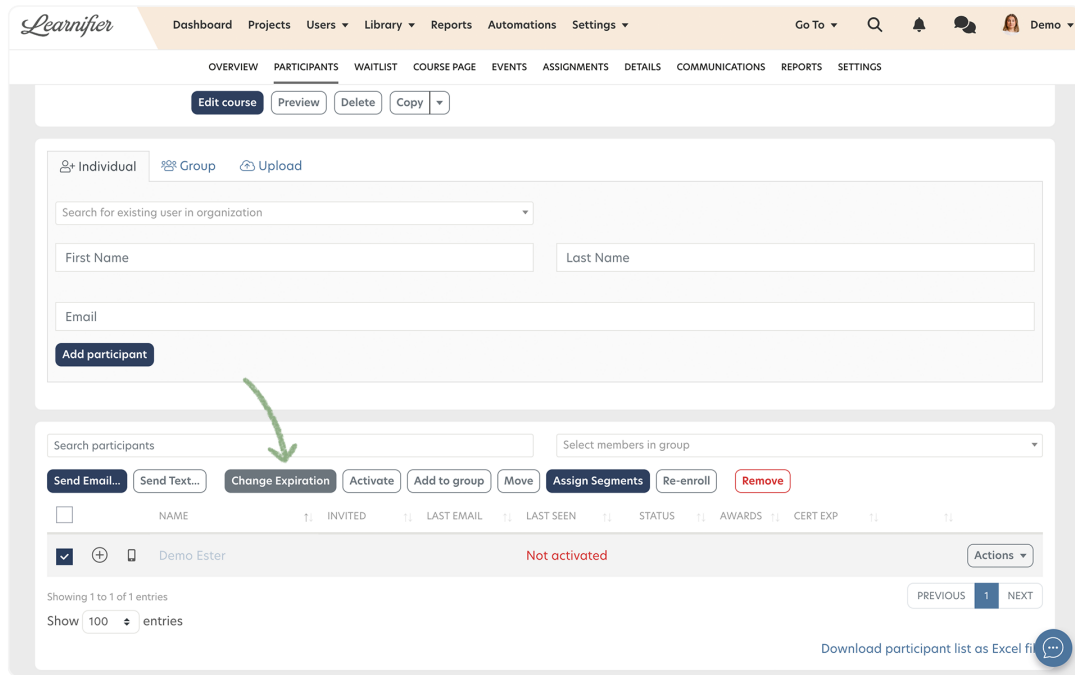 Learnifier Dashboard Projects Users Library Reports Automations Settings Go To Demo
OVERVIEW PARTICIPANTS WAITLIST COURSE PAGE EVENTS ASSIGNMENTS DETAILS COMMUNICATIONS REPORTS SETTINGS
Edit course Preview Delete Copy
Individual Group Upload
Search for existing user in organization
First Name Last Name
Email
Add participant
Search participants Select members in group
Send Email... Send Text... Change Expiration Activate Add to group Move Assign Segments Re-enroll Remove
NAME INVITED LAST EMAIL LAST SEEN STATUS AWARDS CERT EXP
Demo Ester Not activated Actions
Showing 1 to 1 of 1 entries PREVIOUS 1 NEXT
Show 100 entries
Download participant list as Excel